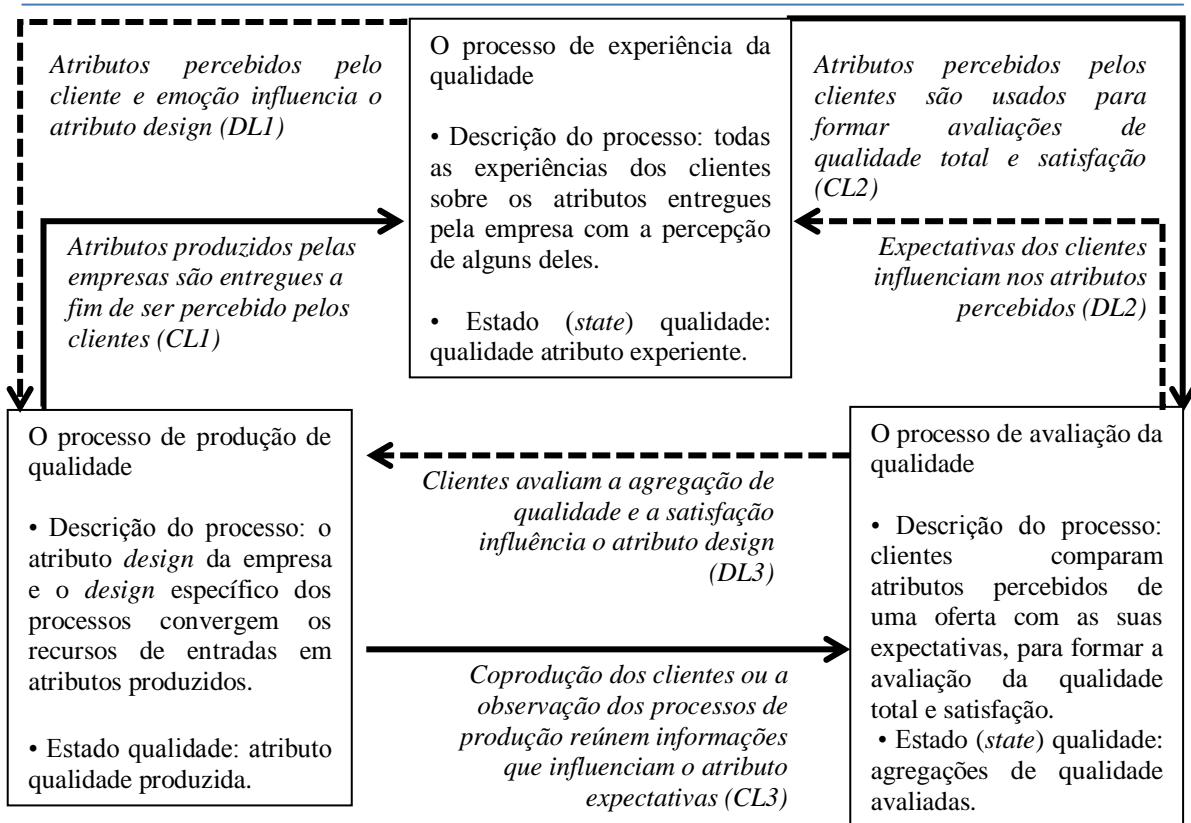 Atributos percebidos pelo
cliente e emoção influencia o
atributo design (DL1)
O processo de experiência da
qualidade
• Descrição do processo: todas
as experiências dos clientes
sobre os atributos entregues
pela empresa com a percepção
de alguns deles.
• Estado (state) qualidade:
qualidade atributo experiente.
Atributos percebidos pelos
clientes são usados para
formar avaliações de
qualidade total e satisfação
(CL2)
Atributos produzidos pelas
empresas são entregues a
fim de ser percebido pelos
clientes (CL1)
Expectativas dos clientes
influenciam nos atributos
percebidos (DL2)
O processo de produção de
qualidade
• Descrição do processo: o
atributo design da empresa
e o design específico dos
processos convergem os
recursos de entradas em
atributos produzidos.
• Estado qualidade: atributo
qualidade produzida.
Clientes avaliam a agregação de
qualidade e a satisfação
influência o atributo design
(DL3)
Coprodução dos clientes ou a
observação dos processos de
produção reúnem informações
que influenciam o atributo
expectativas (CL3)
O processo de avaliação da
qualidade
• Descrição do processo:
clientes comparam
atributos percebidos de
uma oferta com as suas
expectativas, para formar a
avaliação da qualidade
total e satisfação.
• Estado (state) qualidade:
agregações de qualidade
avaliadas.